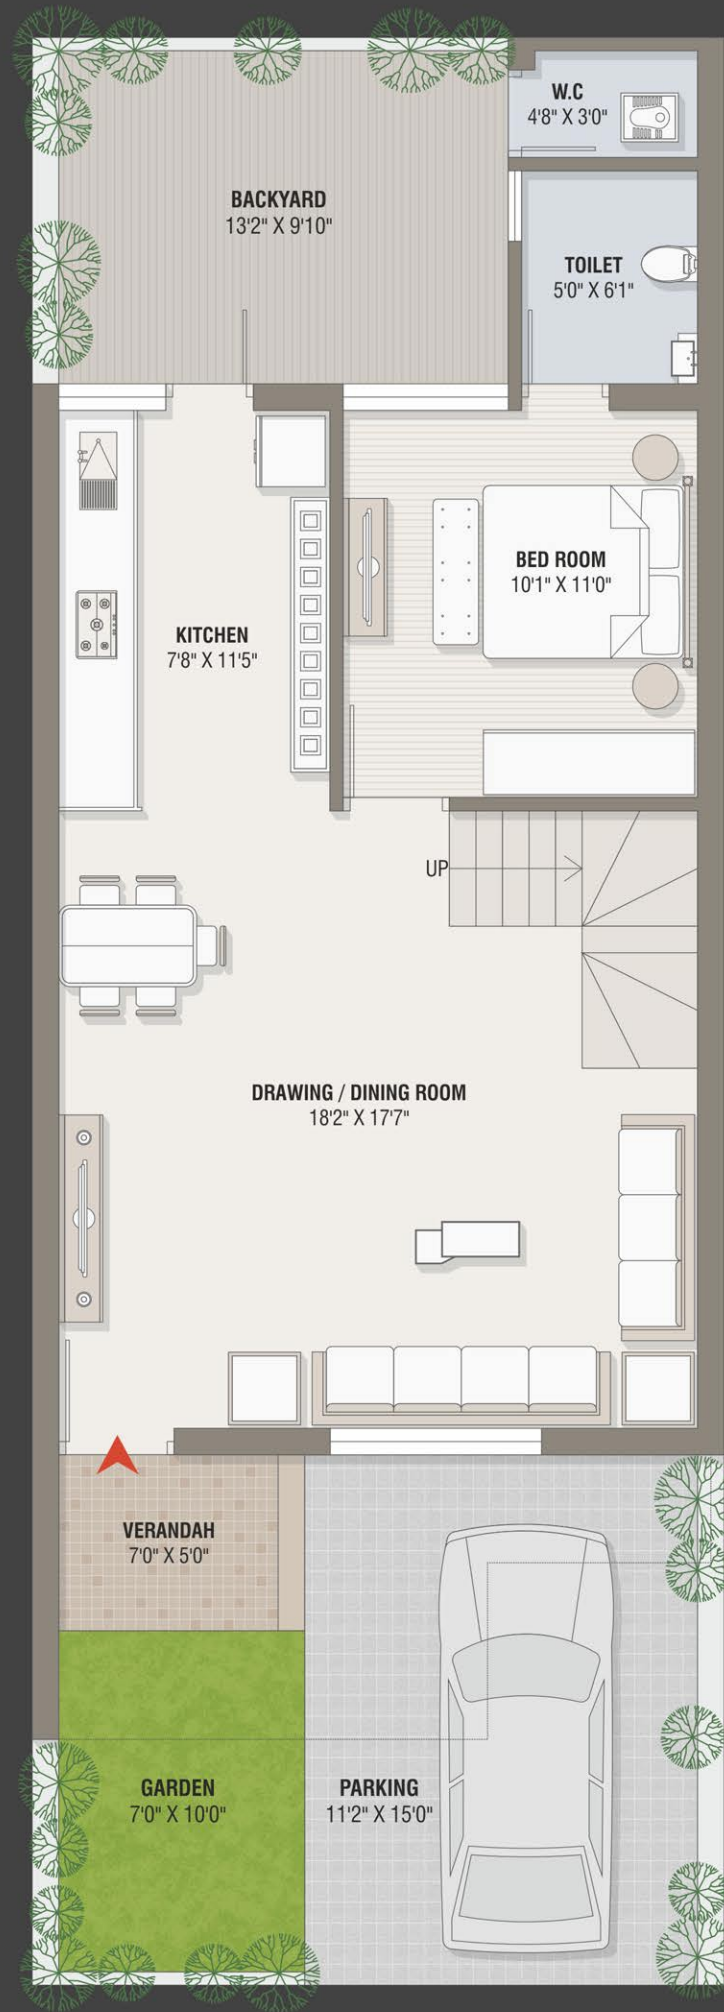 W.C
4'8" X 3'0"
BACKYARD
13'2" X 9'10"
TOILET
5'0" X 6'1"
BED ROOM
10'1" X 11'0"
KITCHEN
7'8" X 11'5"
UP
DRAWING / DINING ROOM
18'2" X 17'7"
VERANDAH
7'0" X 5'0"
GARDEN
7'0" X 10'0"
PARKING
11'2" X 15'0"